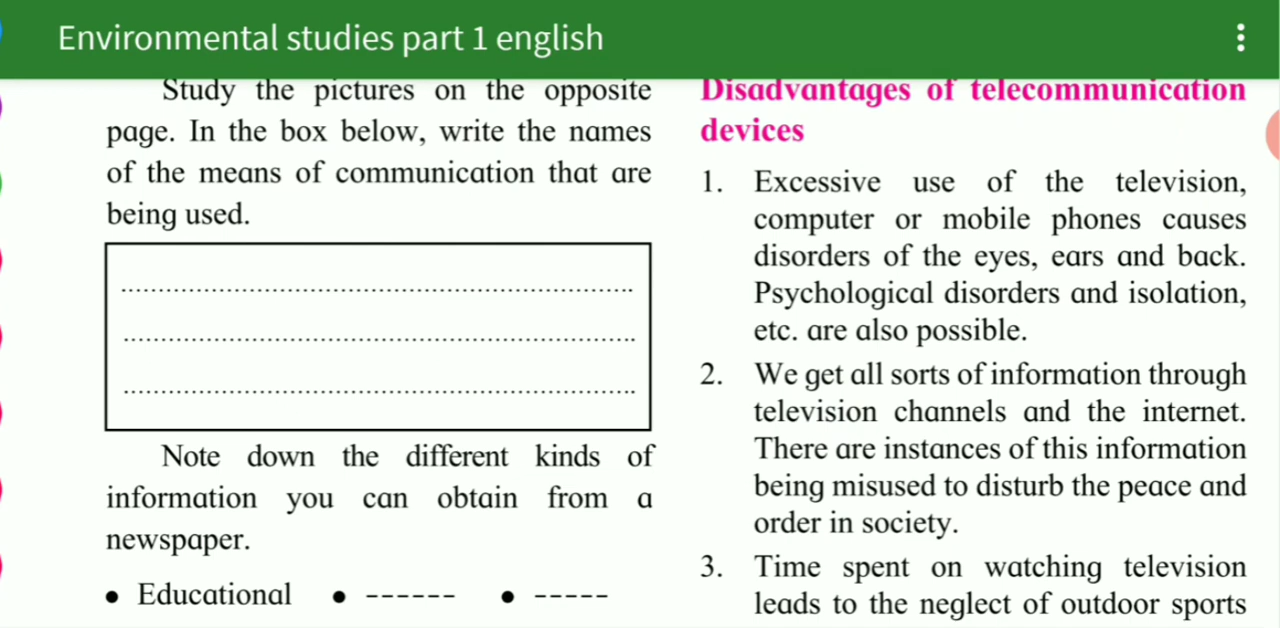 Environmental studies part 1 english
Study the pictures on the opposite
page. In the box below, write the names
of the means of communication that are
being used.
....................................................................
....................................................................
....................................................................
Note down the different kinds of
information you can obtain from a
newspaper.
• Educational • ------ • -----
Disadvantages of telecommunication
devices
1. Excessive use of the television,
computer or mobile phones causes
disorders of the eyes, ears and back.
Psychological disorders and isolation,
etc. are also possible.
2. We get all sorts of information through
television channels and the internet.
There are instances of this information
being misused to disturb the peace and
order in society.
3. Time spent on watching television
leads to the neglect of outdoor sports